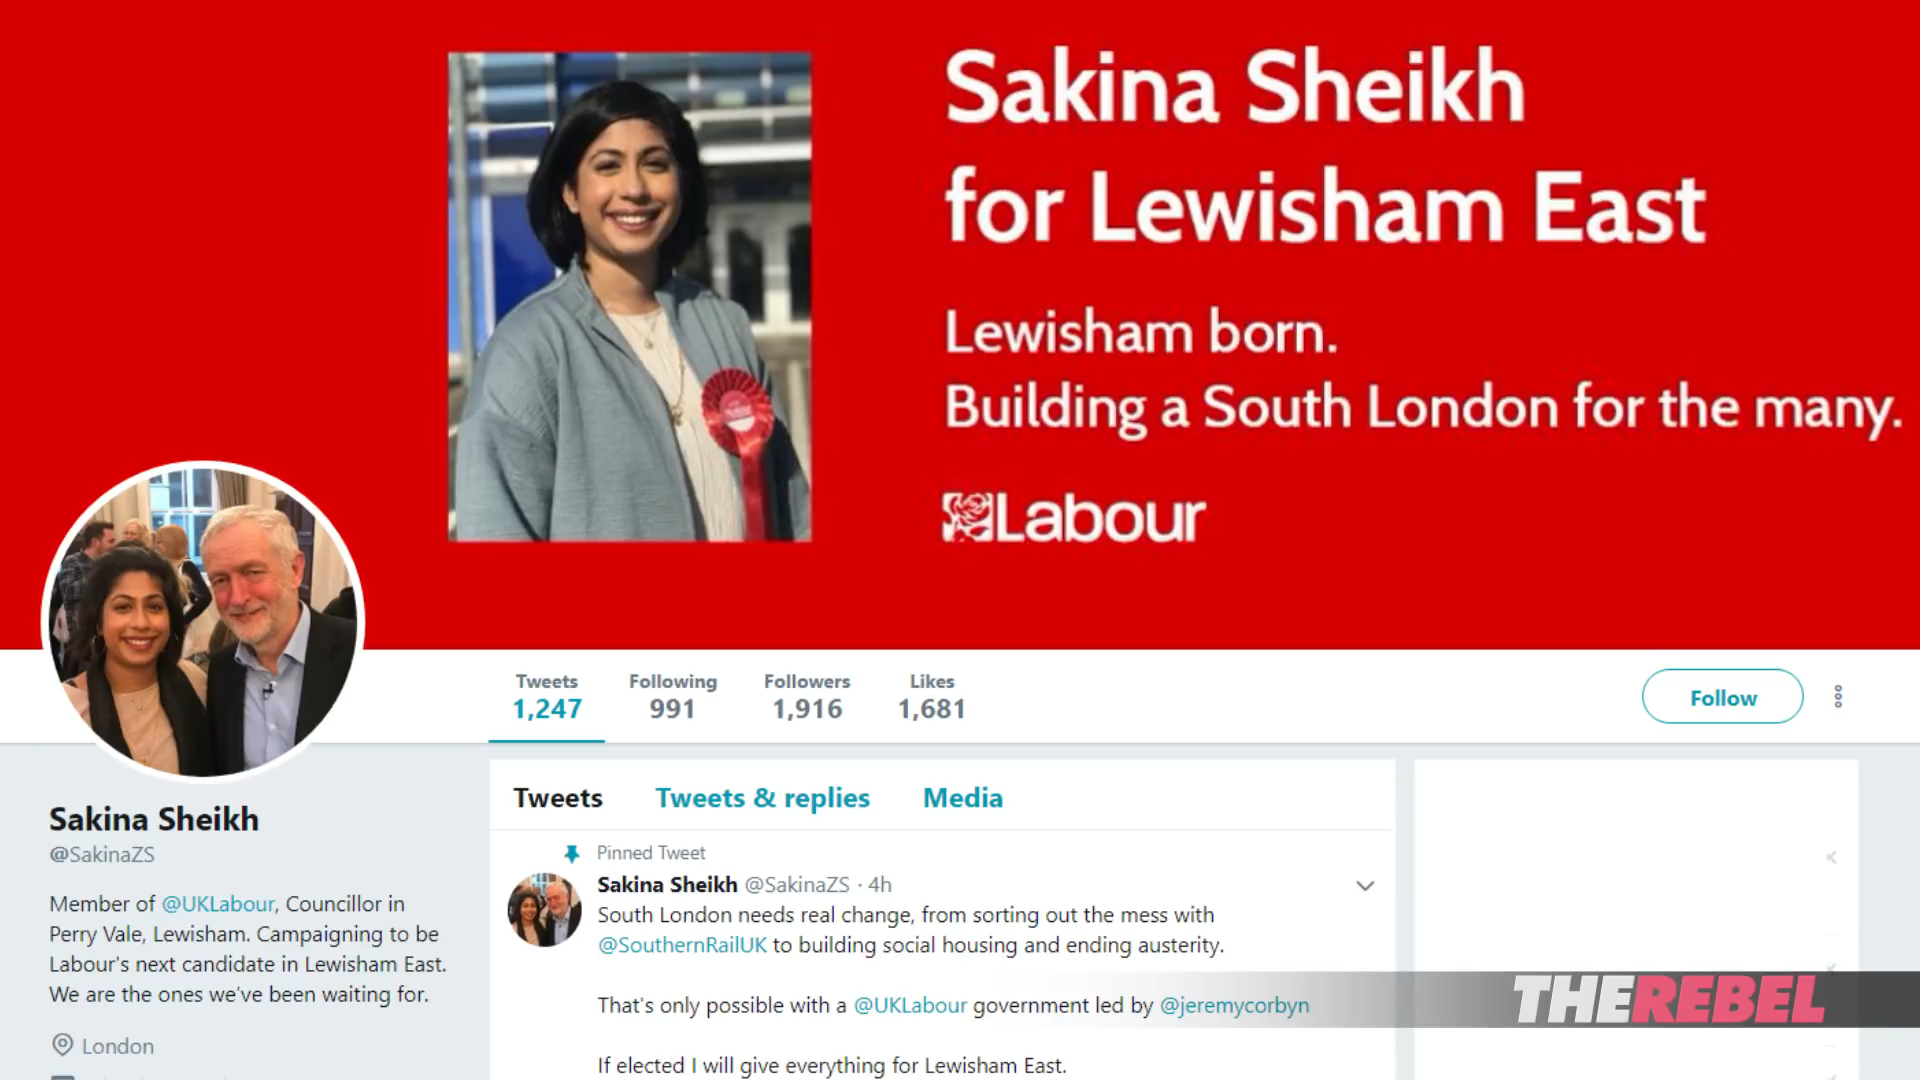 Sakina Sheikh
for Lewisham East
Lewisham born.
Building a South London for the many.
Labour
Tweets
1,247
Following
991
Followers
1,916
Likes
1,681
Follow
Sakina Sheikh
@SakinaZS
Member of @UKLabour, Councillor in
Perry Vale, Lewisham. Campaigning to be
Labour's next candidate in Lewisham East.
We are the ones we've been waiting for.
London
Tweets
Tweets & replies
Media
Pinned Tweet
Sakina Sheikh @SakinaZS · 4h
South London needs real change, from sorting out the mess with
@SouthernRailUK to building social housing and ending austerity.
That's only possible with a @UKLabour government led by @jeremycorbyn
If elected I will give everything for Lewisham East.
THEREBEL